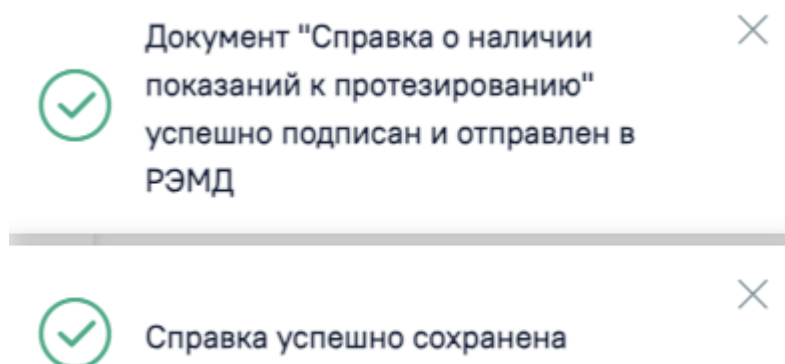 Документ "Справка о наличии
показаний к протезированию"
успешно подписан и отправлен в
РЭМД
Справка успешно сохранена